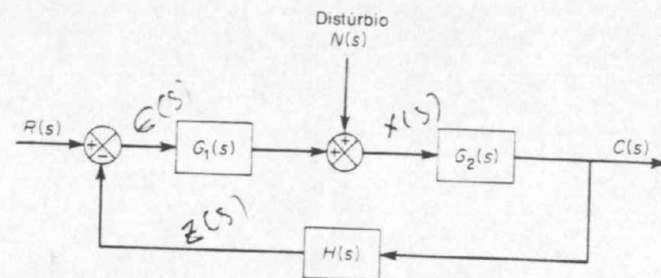 Distúrbio
N(s)
R(s)
+
−
E(s)
G₁(s)
+
+
X(s)
G₂(s)
C(s)
Z(s)
H(s)